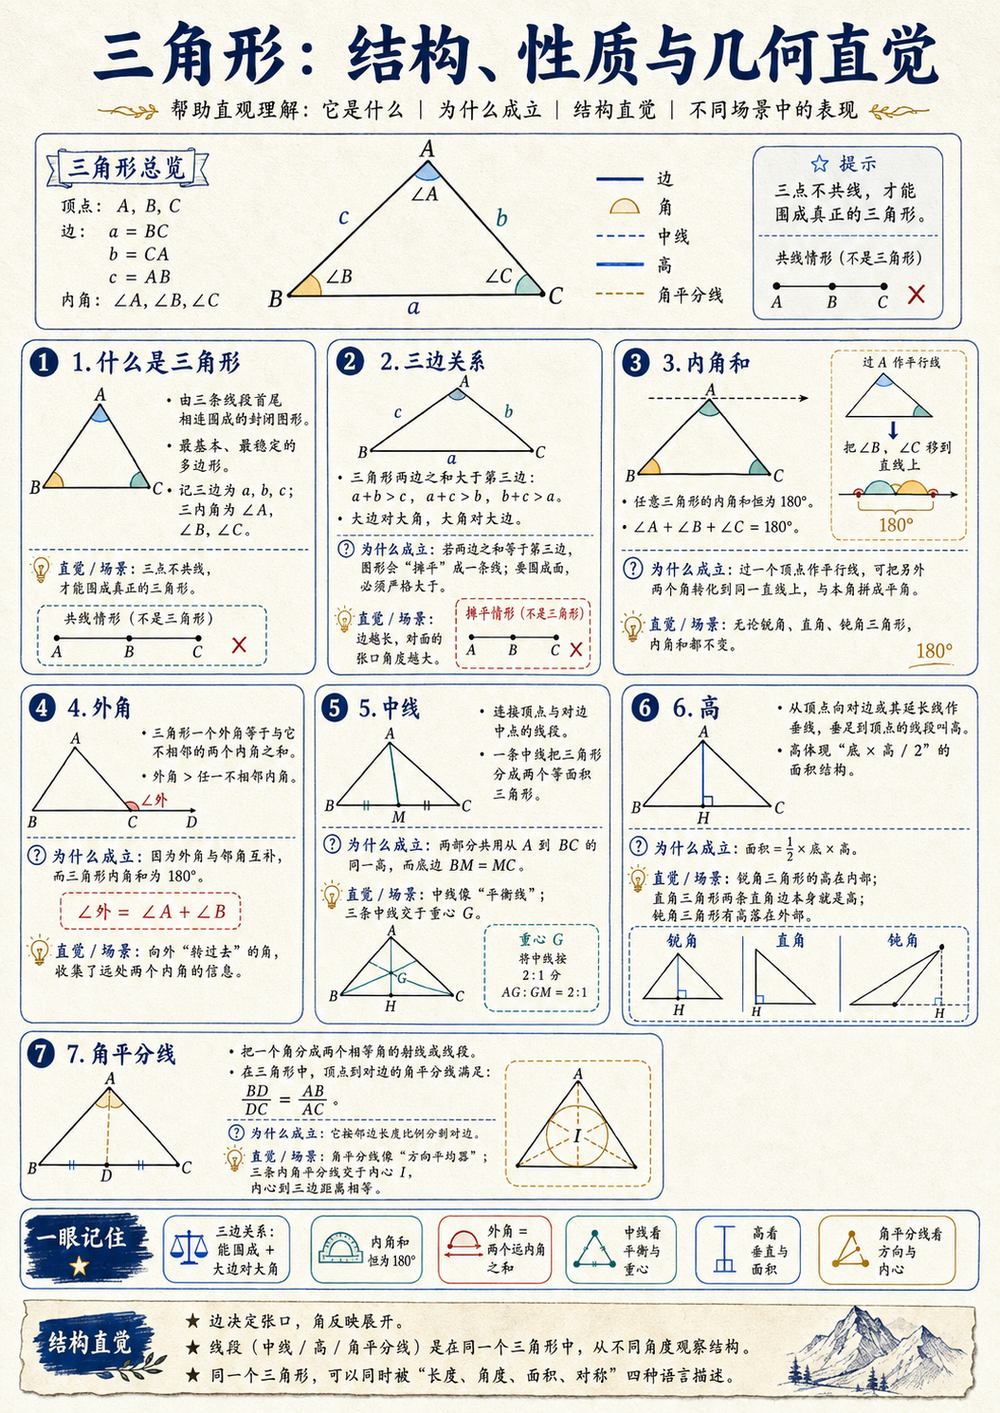 三角形：结构、性质与几何直觉
帮助直观理解：它是什么 | 为什么成立 | 结构直觉 | 不同场景中的表现
三角形总览
顶点： A, B, C
边： a = BC
b = CA
c = AB
内角：∠A, ∠B, ∠C
A
∠A
c
b
∠B
∠C
B
C
a
边
角
中线
高
角平分线
提示
三点不共线，才能
围成真正的三角形。
共线情形（不是三角形）
A B C
1 1. 什么是三角形
A
B
C
• 由三条线段首尾
相连围成的封闭图形。
• 最基本、最稳定的
多边形。
• 记三边为 a, b, c；
三内角为 ∠A，
∠B, ∠C。
直觉 / 场景：三点不共线，
才能围成真正的三角形。
共线情形（不是三角形）
A B C
2 2. 三边关系
A
c
b
B
C
a
• 三角形两边之和大于第三边：
a+b > c， a+c > b， b+c > a。
• 大边对大角，大角对大边。
? 为什么成立：若两边之和等于第三边，
图形会“摊平”成一条线；要围成面，
必须严格大于。
直觉 / 场景：
边越长，对面的
张口角度越大。
摊平情形（不是三角形）
A B C
3 3. 内角和
A
B
C
过 A 作平行线
把∠B，∠C 移到
直线上
180°
• 任意三角形的内角和恒为 180°。
• ∠A + ∠B + ∠C = 180°。
? 为什么成立：过一个顶点作平行线，可把另外
两个角转化到同一直线上，与本角拼成平角。
直觉 / 场景：无论锐角、直角、钝角三角形，
内角和都不变。
180°
4 4. 外角
A
∠外
B
C
D
• 三角形一个外角等于与它
不相邻的两个内角之和。
• 外角 > 任一不相邻内角。
? 为什么成立：因为外角与邻角互补，
而三角形内角和为 180°。
∠外 = ∠A + ∠B
直觉 / 场景：向外“转过去”的角，
收集了远处两个内角的信息。
5 5. 中线
A
B
C
M
• 连接顶点与对边
中点的线段。
• 一条中线把三角形
分成两个等面积
三角形。
? 为什么成立：两部分共用从 A 到 BC 的
同一高，而底边 BM = MC。
直觉 / 场景：中线像“平衡线”；
三条中线交于重心 G。
A
G
B
C
H
重心 G
将中线按
2 : 1 分
AG : GM = 2:1
6 6. 高
A
B
C
H
• 从顶点向对边或其延长线作
垂线，垂足到顶点的线段叫高。
• 高体现“底 × 高 / 2”的
面积结构。
? 为什么成立：面积 = 1/2 × 底 × 高。
直觉 / 场景：锐角三角形的高在内部；
直角三角形两条直角边本身就是高；
钝角三角形有高落在外部。
锐角
H
直角
H
钝角
H
7 7. 角平分线
A
B
C
D
• 把一个角分成两个相等角的射线或线段。
• 在三角形中，顶点到对边的角平分线满足：
BD/DC = AB/AC 。
? 为什么成立：它按邻边长度比例分割对边。
直觉 / 场景：角平分线像“方向平均器”；
三条内角平分线交于内心 I，
内心到三边距离相等。
A
I
一眼记住
三边关系：
能围成 +
大边对大角
内角和
恒为 180°
外角 =
两个远内角
之和
中线看
平衡与
重心
高看
垂直与
面积
角平分线看
方向与
内心
结构直觉
★ 边决定张口，角反映展开。
★ 线段（中线 / 高 / 角平分线）是在同一个三角形中，从不同角度观察结构。
★ 同一个三角形，可以同时被“长度、角度、面积、对称”四种语言描述。